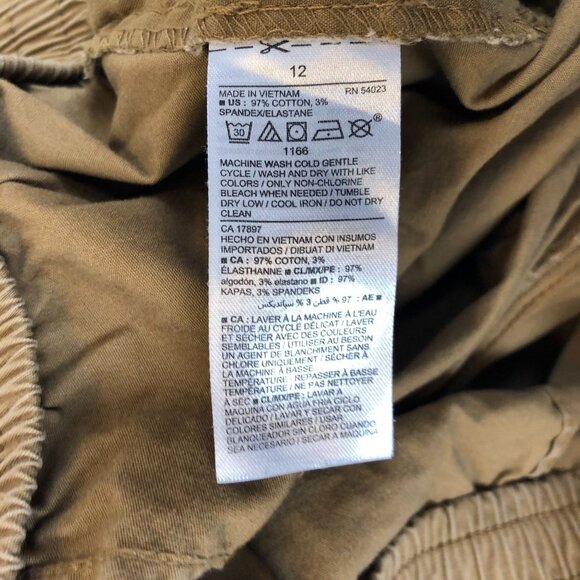 12
MADE IN VIETNAM RN 54023
■ US : 97% COTTON, 3%
SPANDEX/ELASTANE
30 ®
1166
MACHINE WASH COLD GENTLE
CYCLE / WASH AND DRY WITH LIKE
COLORS / ONLY NON-CHLORINE
BLEACH WHEN NEEDED / TUMBLE
DRY LOW / COOL IRON / DO NOT DRY
CLEAN
CA 17897
HECHO EN VIETNAM CON INSUMOS
IMPORTADOS / DIBUAT DI VIETNAM
■ CA : 97% COTON, 3%
ÉLASTHANNE ■ CL/MX/PE : 97%
algodón, 3% elastano ■ ID : 97%
KAPAS, 3% SPANDEKS
■ AE : 97 % قطن 3 % سباندیکس
■ CA : LAVER À LA MACHINE À L'EAU
FROIDE AU CYCLE DÉLICAT / LAVER
ET SÉCHER AVEC DES COULEURS
SEMBLABLES / UTILISER AU BESOIN
UN AGENT DE BLANCHIMENT SANS
CHLORE UNIQUEMENT / SÉCHER À
LA MACHINE À BASSE
TEMPÉRATURE / REPASSER À BASSE
TEMPÉRATURE / NE PAS NETTOYER
À SEC ■ CL/MX/PE : LAVAR A
MAQUINA CON AGUA FRIA CICLO
DELICADO / LAVAR Y SECAR CON
COLORES SIMILARES / USAR
BLANQUEADOR SIN CLORO CUANDO
SEA NECESARIO / SECAR A MAQUINA